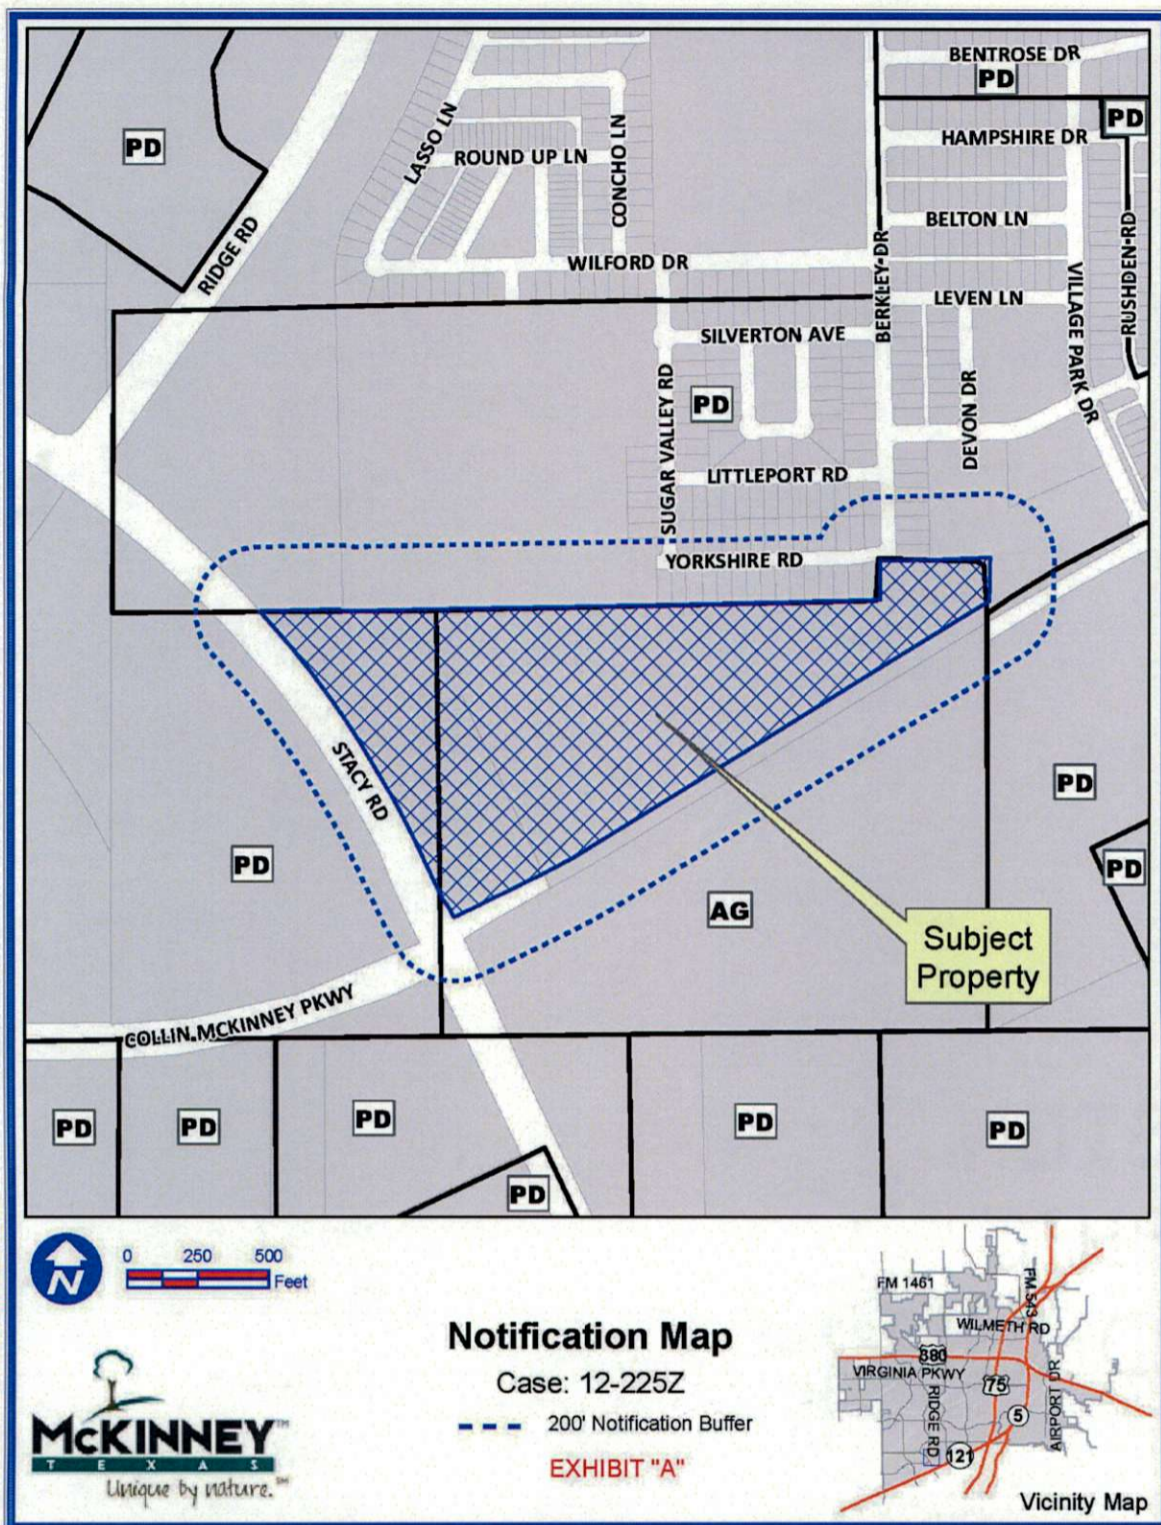 BENTROSE DR
PD
PD
PD
HAMPSHIRE DR
LASSO LN
ROUND UP LN
CONCHO LN
BELTON LN
RUSHDEN RD
RIDGE RD
WILFORD DR
BERKLEY DR
VILLAGE PARK DR
LEVEN LN
SILVERTON AVE
SUGAR VALLEY RD
PD
DEVON DR
LITTLEPORT RD
YORKSHIRE RD
STACY RD
PD
PD
PD
AG
Subject
Property
COLLIN MCKINNEY PKWY
PD
PD
PD
PD
PD
PD
N
0 250 500
Feet
Notification Map
Case: 12-225Z
200' Notification Buffer
EXHIBIT "A"
MCKINNEY™
TEXAS
Unique by nature.℠
FM 1461
FM 543
WILMETH RD
380
VIRGINIA PKWY
75
RIDGE RD
5
AIRPORT DR
121
Vicinity Map